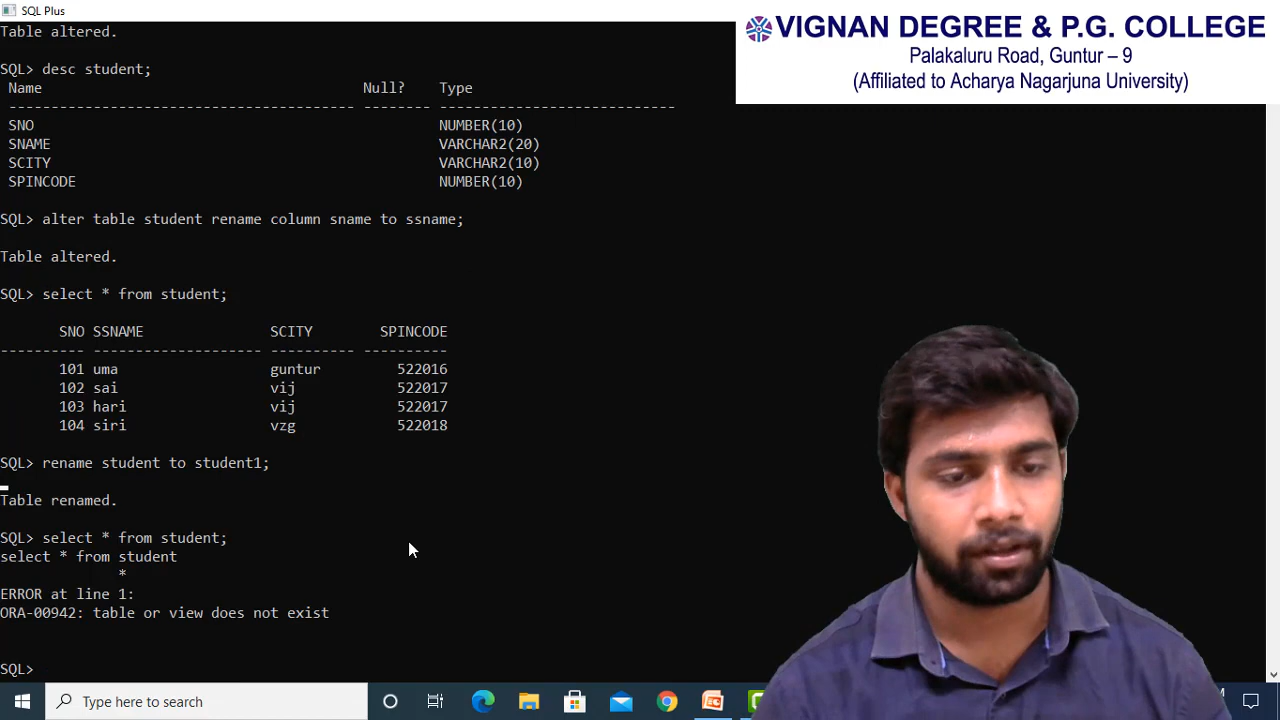 SQL Plus
VIGNAN DEGREE & P.G. COLLEGE
Palakaluru Road, Guntur – 9
(Affiliated to Acharya Nagarjuna University)
Table altered.
SQL> desc student;
Name Null? Type
----------------------------------------- -------- ----------------------------
SNO NUMBER(10)
SNAME VARCHAR2(20)
SCITY VARCHAR2(10)
SPINCODE NUMBER(10)
SQL> alter table student rename column sname to ssname;
Table altered.
SQL> select * from student;
SNO SSNAME SCITY SPINCODE
---------- -------------------- ---------- ----------
101 uma guntur 522016
102 sai vij 522017
103 hari vij 522017
104 siri vzg 522018
SQL> rename student to student1;
Table renamed.
SQL> select * from student;
select * from student
*
ERROR at line 1:
ORA-00942: table or view does not exist
SQL>
Type here to search